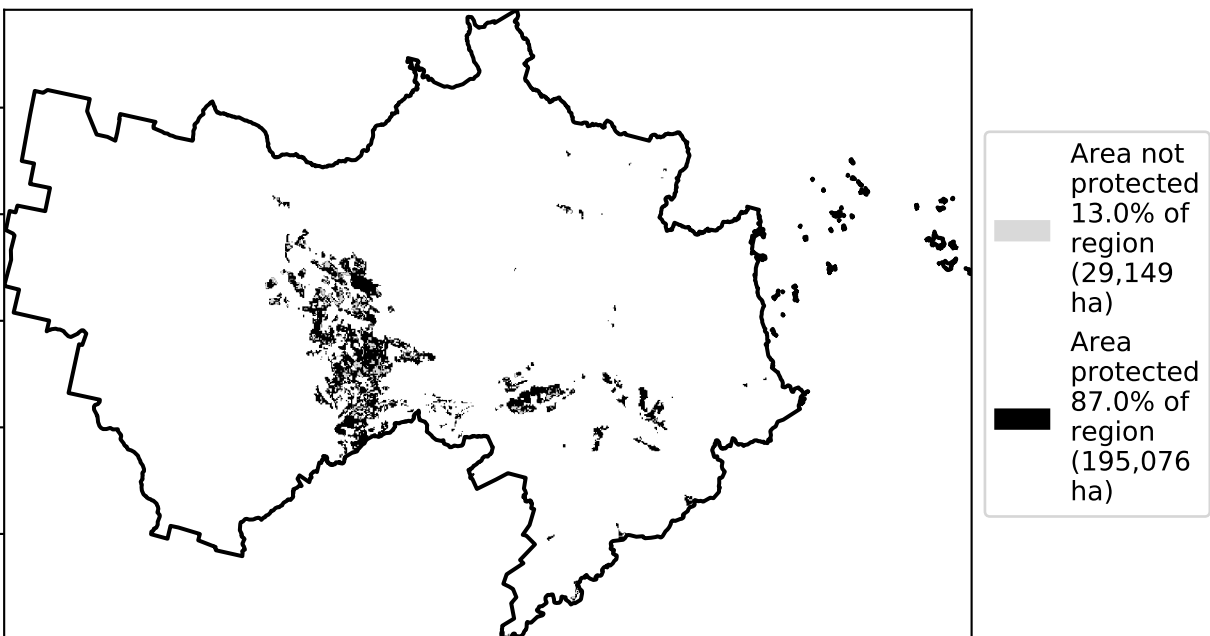 Area not
protected
13.0% of
region
(29,149
ha)
Area
protected
87.0% of
region
(195,076
ha)